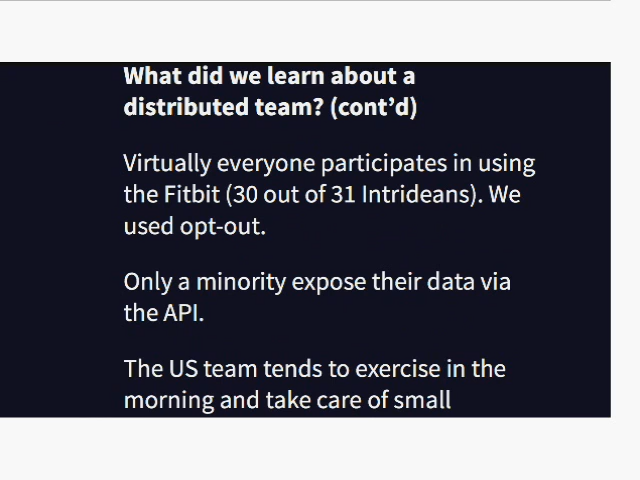 What did we learn about a
distributed team? (cont’d)
Virtually everyone participates in using
the Fitbit (30 out of 31 Intrideans). We
used opt-out.
Only a minority expose their data via
the API.
The US team tends to exercise in the
morning and take care of small